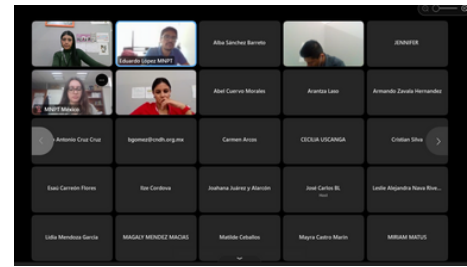 Eduardo López MNPT
Alba Sánchez Barreto
JENNIFER
MNPT México
Abel Cuervo Morales
Arantza Laso
Armando Zavala Hernandez
Antonio Cruz Cruz
bgomez@cndh.org.mx
Carmen Arcos
CECILIA USCANGA
Cristian Silva
Esaú Carreón Flores
Ilze Cordova
Joahana Juárez y Alarcón
José Carlos BL
Leslie Alejandra Nava Rive...
Lidia Mendoza García
MAGALY MENDEZ MACIAS
Matilde Ceballos
Mayra Castro Marín
MIRIAM MATUS